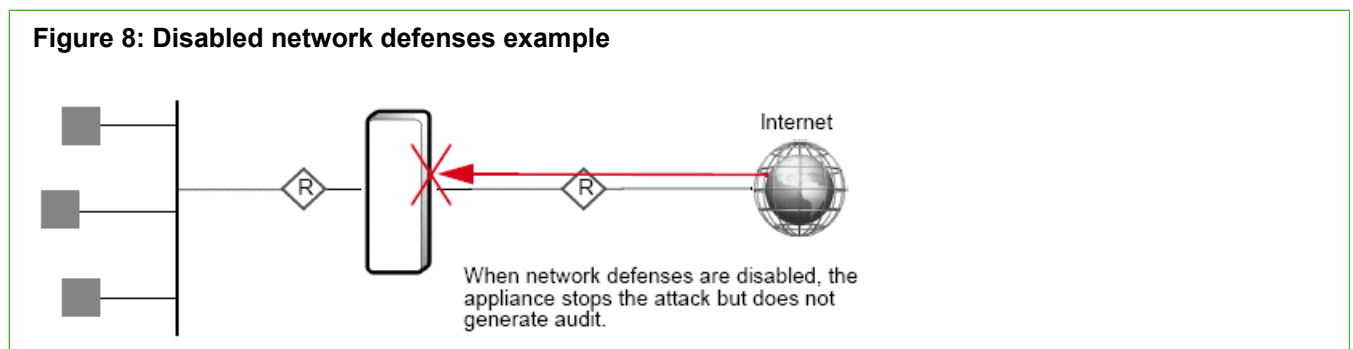 Figure 8: Disabled network defenses example
Internet
R
R
When network defenses are disabled, the
appliance stops the attack but does not
generate audit.